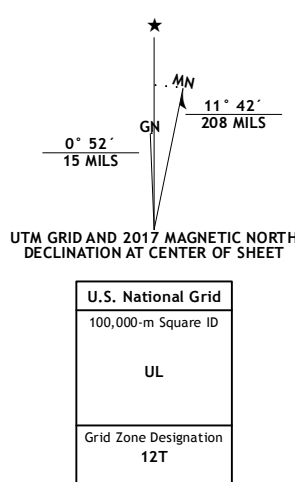 ★
MN
GN
11° 42´
208 MILS
0° 52´
15 MILS
UTM GRID AND 2017 MAGNETIC NORTH
DECLINATION AT CENTER OF SHEET
U.S. National Grid
100,000-m Square ID
UL
Grid Zone Designation
12T